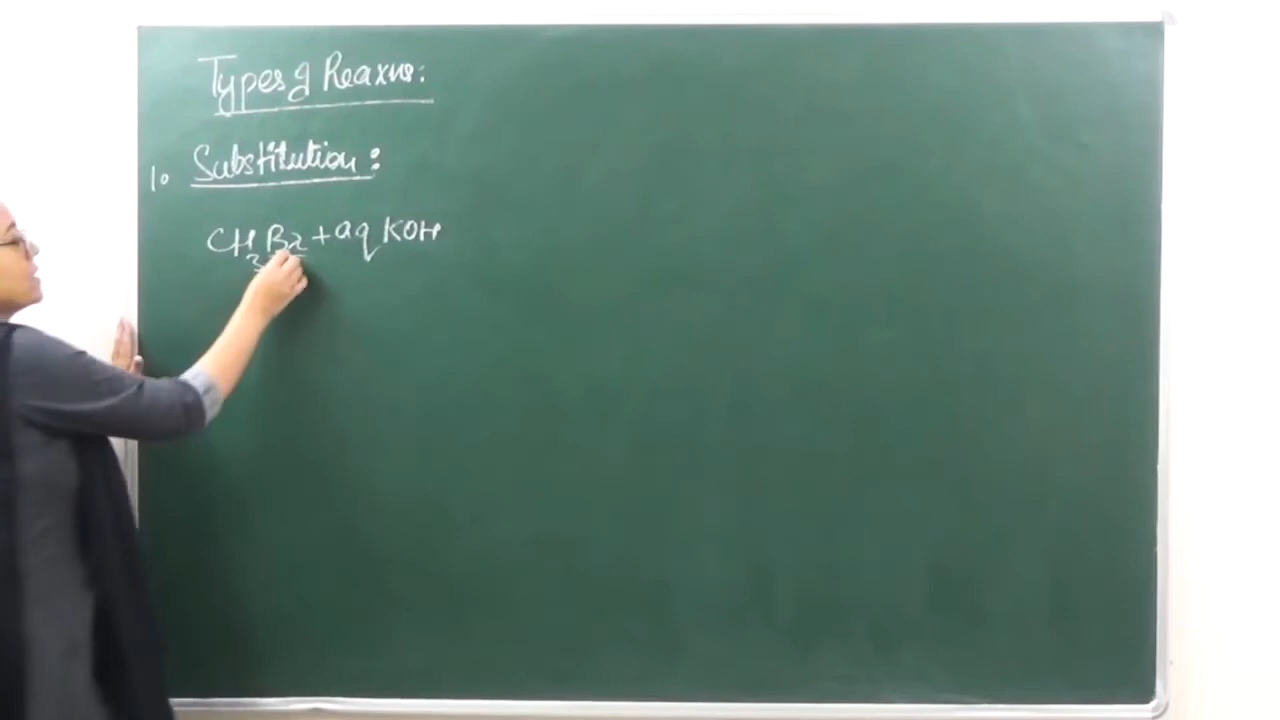 Types of Reaxns:
1. Substitution:
CH3Br + aq KOH